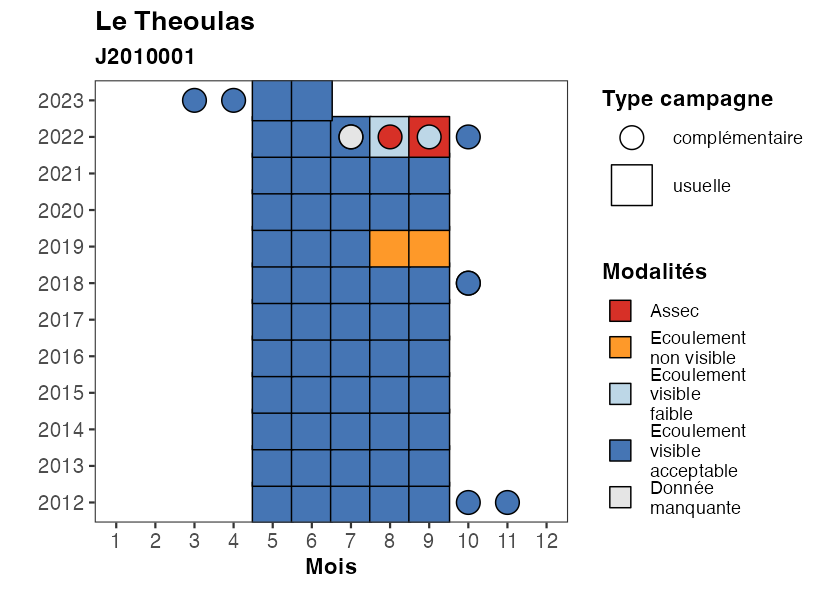 Le Theoulas
J2010001
2023
2022
2021
2020
2019
2018
2017
2016
2015
2014
2013
2012
1 2 3 4 5 6 7 8 9 10 11 12
Mois
Type campagne
complémentaire
usuelle
Modalités
Assec
Ecoulement
non visible
Ecoulement
visible
faible
Ecoulement
visible
acceptable
Donnée
manquante